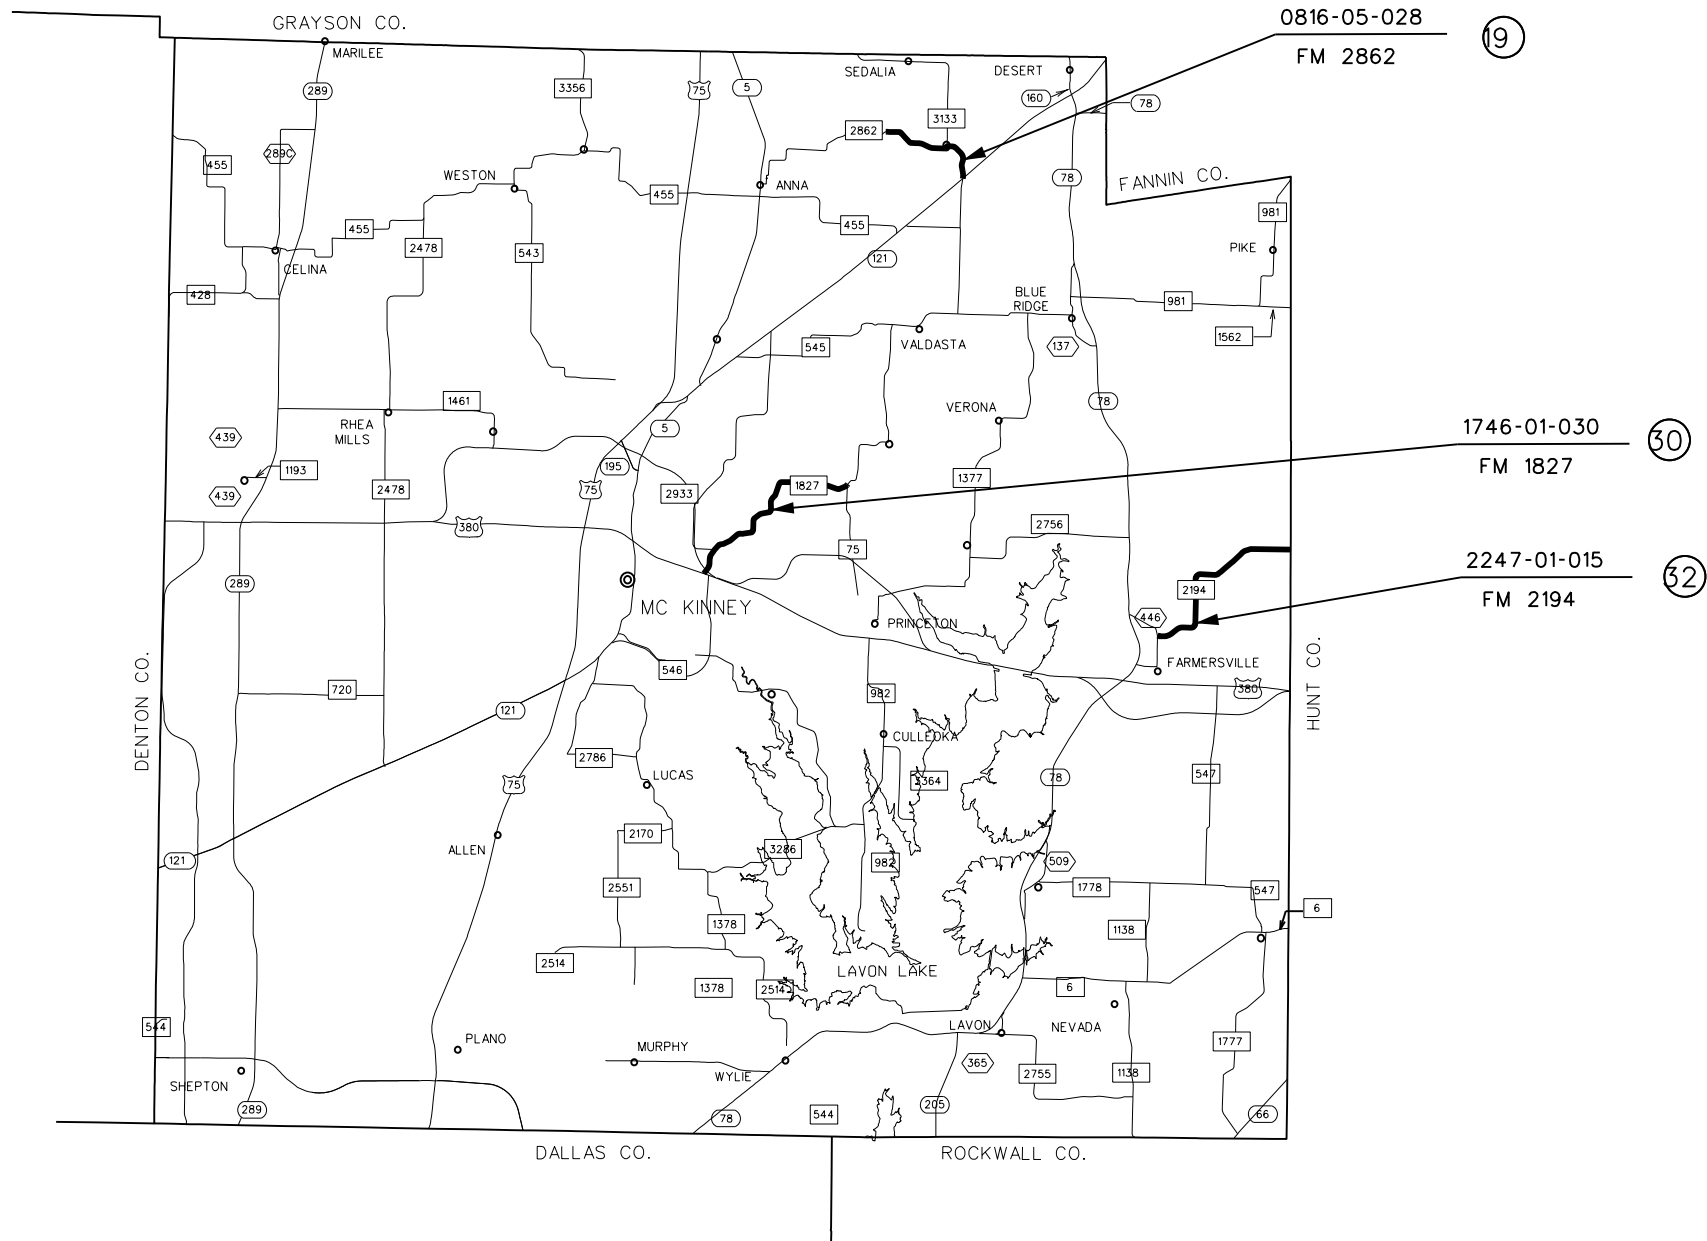 GRAYSON CO.
0816-05-028
19
FM 2862
MARILEE
SEDALIA
DESERT
289
3356
75
5
160
78
3133
2862
289C
455
WESTON
ANNA
78
FANNIN CO.
455
455
455
981
2478
543
PIKE
121
CELINA
428
BLUE
RIDGE
981
1562
545
VALDASTA
137
1461
78
VERONA
RHEA
MILLS
5
439
1746-01-030
30
FM 1827
1193
195
1377
2478
75
1827
2933
439
380
2756
75
2247-01-015
32
FM 2194
289
2194
MC KINNEY
446
PRINCETON
FARMERSVILLE
DENTON CO.
HUNT CO.
546
720
982
380
121
CULLEOKA
2786
LUCAS
75
3364
78
547
2170
ALLEN
3286
121
982
509
2551
1778
547
6
1378
1138
2514
LAVON LAKE
1378
2514
6
NEVADA
544
LAVON
PLANO
MURPHY
1777
WYLIE
365
2755
1138
SHEPTON
289
78
544
205
66
DALLAS CO.
ROCKWALL CO.